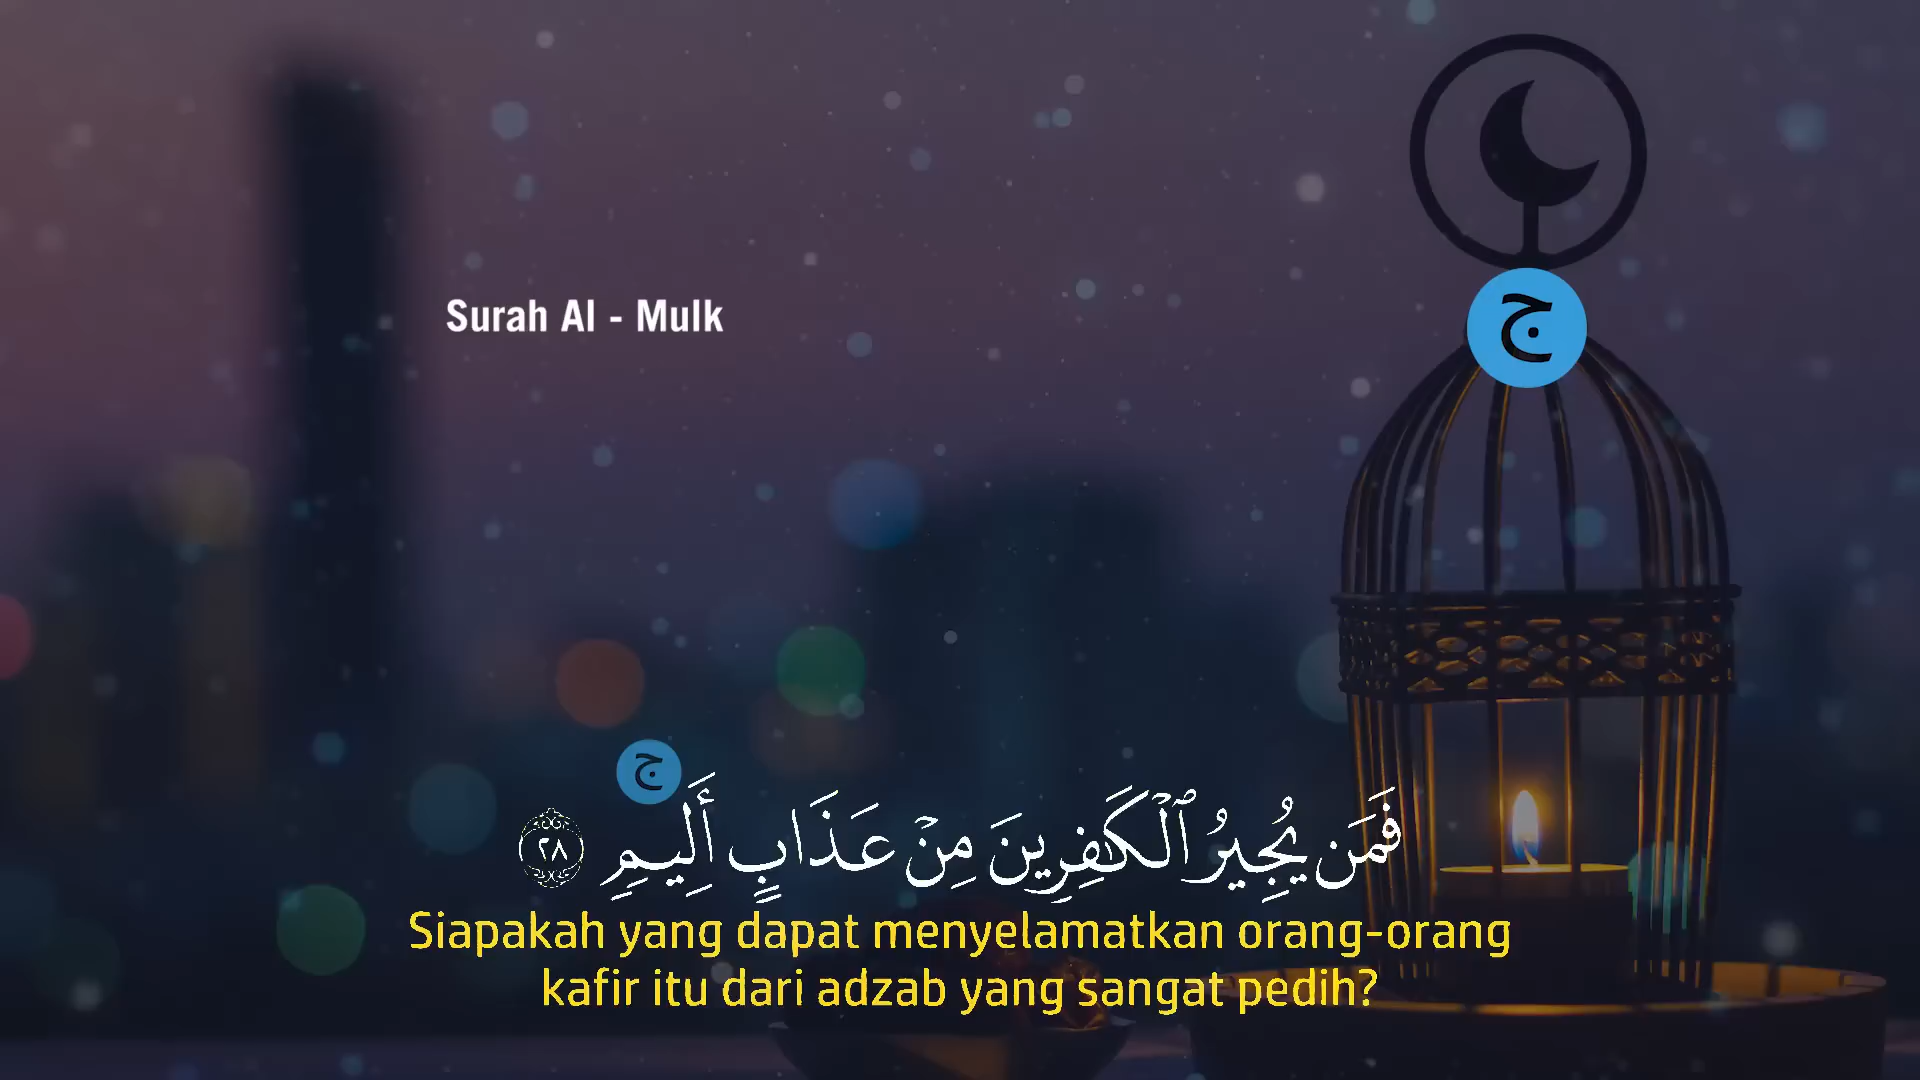 Surah Al - Mulk
ج
ج
فَمَن يُجِيرُ ٱلْكَٰفِرِينَ مِنْ عَذَابٍ أَلِيمٍ ٢٨
Siapakah yang dapat menyelamatkan orang-orang
kafir itu dari adzab yang sangat pedih?